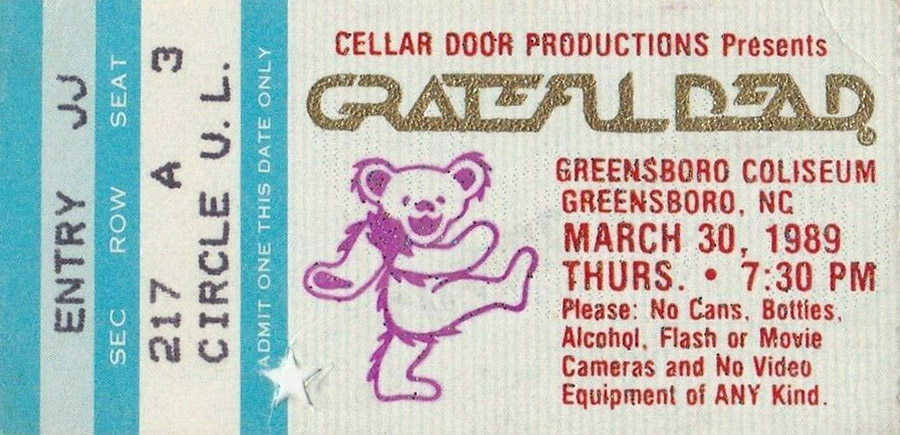 ENTRY JJ
SEC ROW SEAT
217 A 3
CIRCLE U.L.
ADMIT ONE THIS DATE ONLY
CELLAR DOOR PRODUCTIONS Presents
GRATEFUL DEAD®
GREENSBORO COLISEUM
GREENSBORO, NC
MARCH 30, 1989
THURS. • 7:30 PM
Please: No Cans, Bottles,
Alcohol, Flash or Movie
Cameras and No Video
Equipment of ANY Kind.